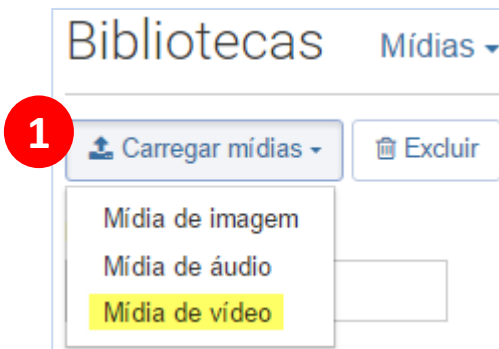 Bibliotecas Mídias
1 Carregar mídias Excluir
Mídia de imagem
Mídia de áudio
Mídia de vídeo